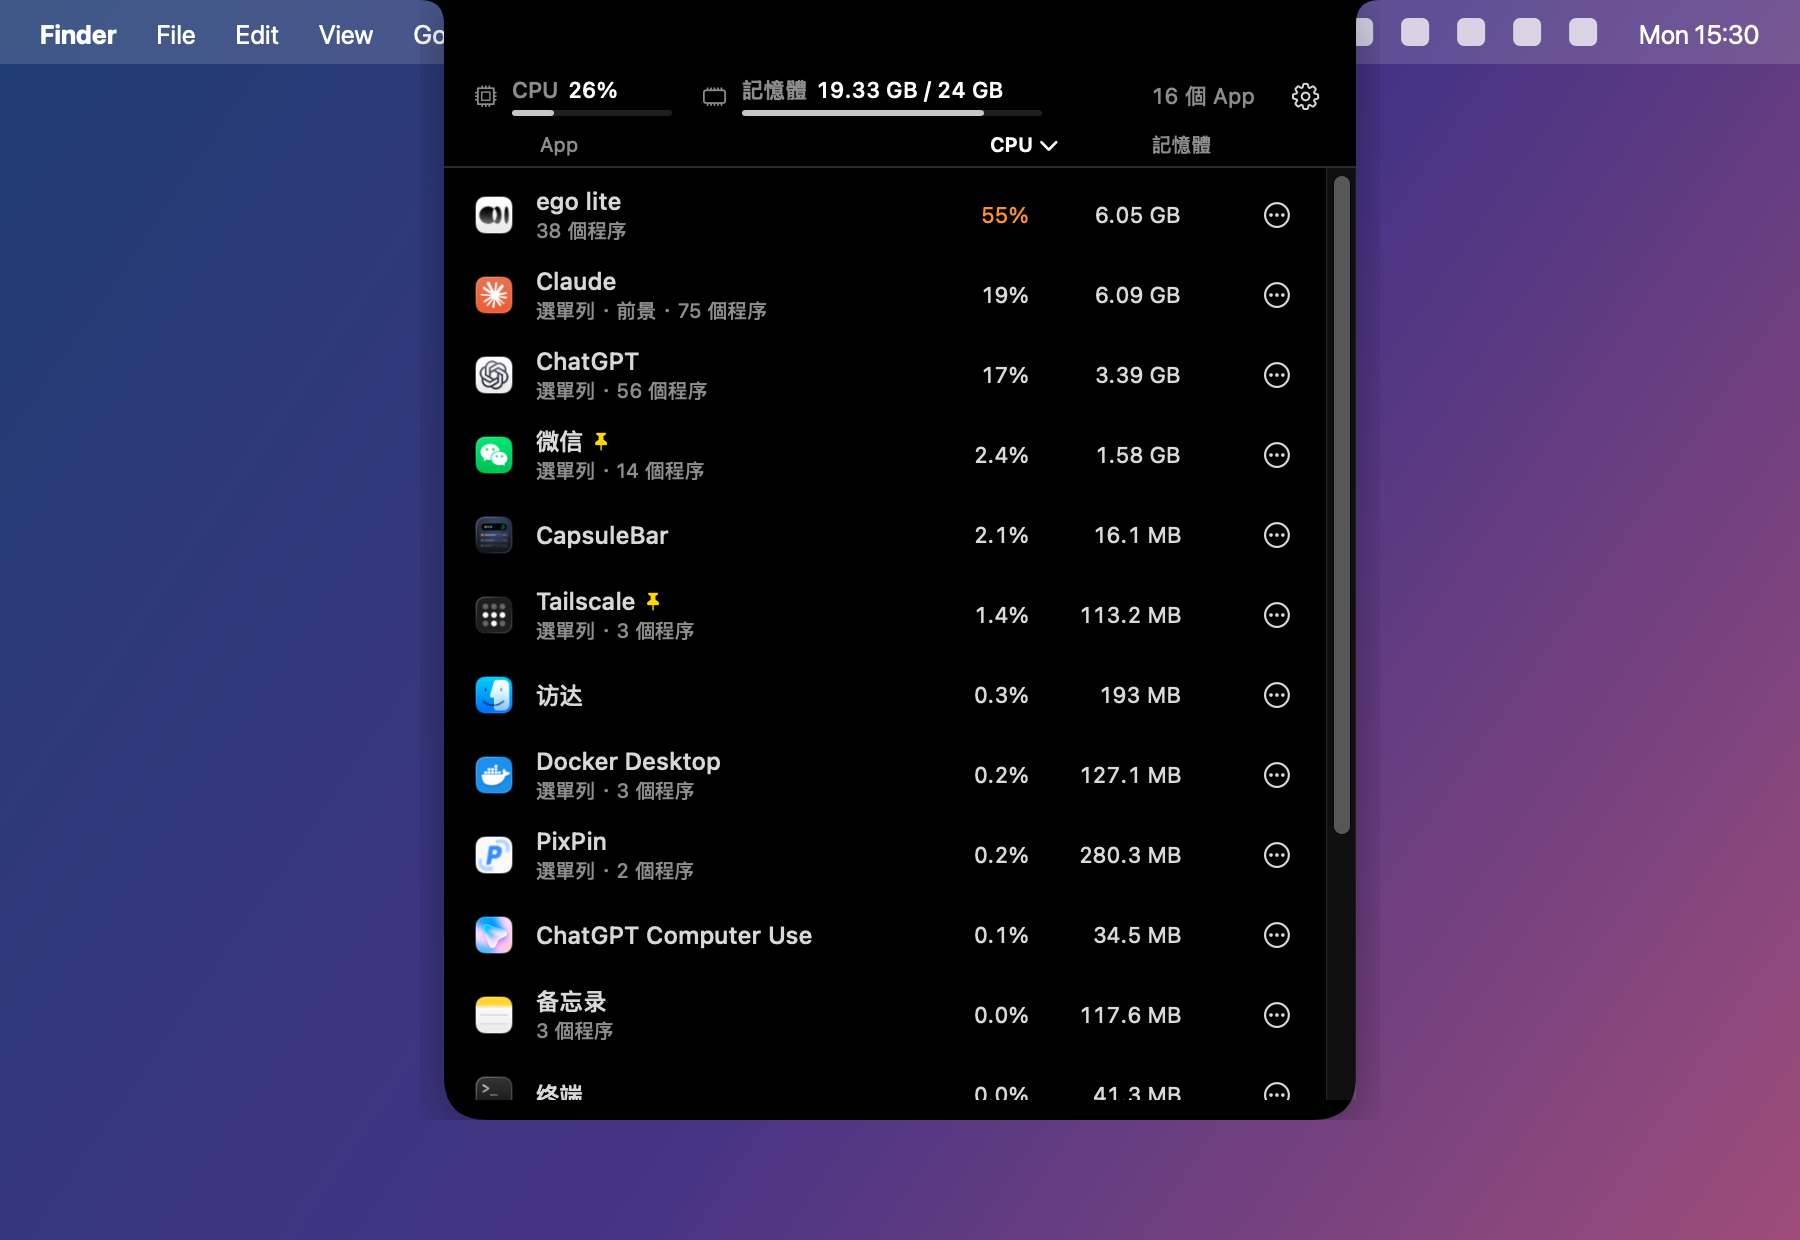 Finder File Edit View Go
Mon 15:30
CPU 26% 記憶體 19.33 GB / 24 GB 16 個 App
App CPU 記憶體
ego lite
38 個程序
55% 6.05 GB
Claude
選單列 · 前景 · 75 個程序
19% 6.09 GB
ChatGPT
選單列 · 56 個程序
17% 3.39 GB
微信
選單列 · 14 個程序
2.4% 1.58 GB
CapsuleBar 2.1% 16.1 MB
Tailscale
選單列 · 3 個程序
1.4% 113.2 MB
访达 0.3% 193 MB
Docker Desktop
選單列 · 3 個程序
0.2% 127.1 MB
PixPin
選單列 · 2 個程序
0.2% 280.3 MB
ChatGPT Computer Use 0.1% 34.5 MB
备忘录
3 個程序
0.0% 117.6 MB
终端 0.0% 41.3 MB